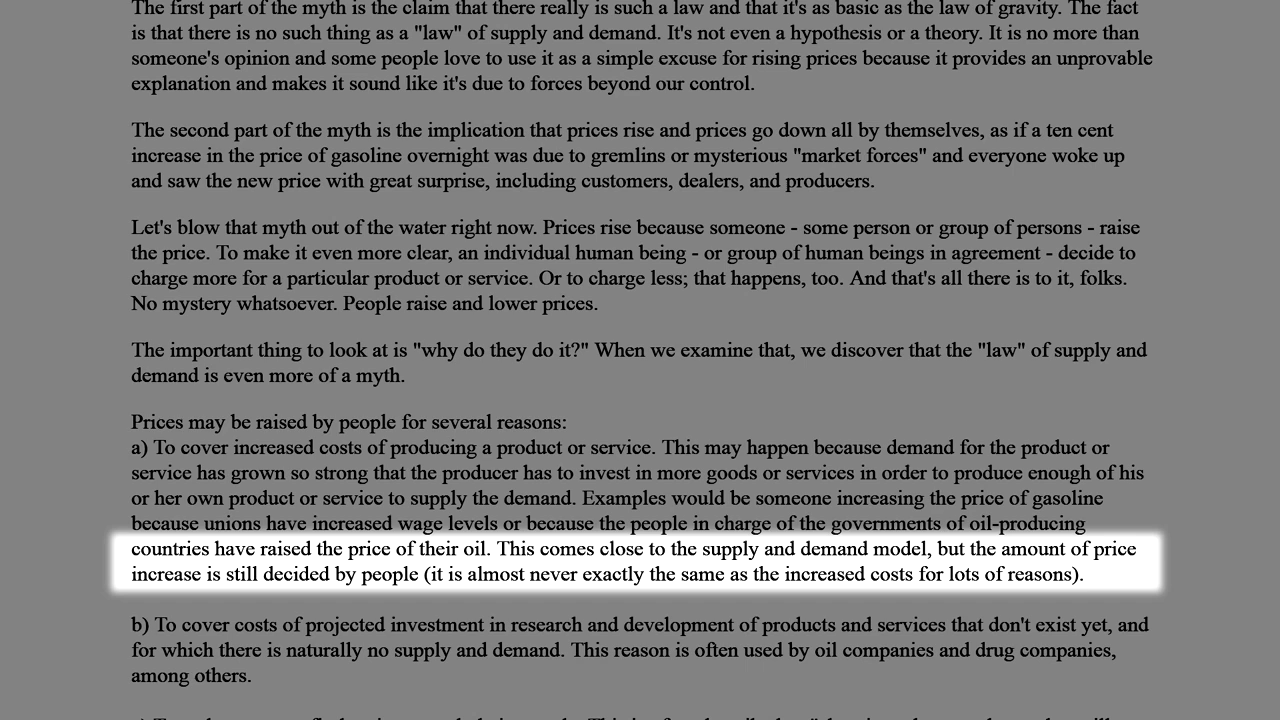 The first part of the myth is the claim that there really is such a law and that it's as basic as the law of gravity. The fact
is that there is no such thing as a "law" of supply and demand. It's not even a hypothesis or a theory. It is no more than
someone's opinion and some people love to use it as a simple excuse for rising prices because it provides an unprovable
explanation and makes it sound like it's due to forces beyond our control.
The second part of the myth is the implication that prices rise and prices go down all by themselves, as if a ten cent
increase in the price of gasoline overnight was due to gremlins or mysterious "market forces" and everyone woke up
and saw the new price with great surprise, including customers, dealers, and producers.
Let's blow that myth out of the water right now. Prices rise because someone - some person or group of persons - raise
the price. To make it even more clear, an individual human being - or group of human beings in agreement - decide to
charge more for a particular product or service. Or to charge less; that happens, too. And that's all there is to it, folks.
No mystery whatsoever. People raise and lower prices.
The important thing to look at is "why do they do it?" When we examine that, we discover that the "law" of supply and
demand is even more of a myth.
Prices may be raised by people for several reasons:
a) To cover increased costs of producing a product or service. This may happen because demand for the product or
service has grown so strong that the producer has to invest in more goods or services in order to produce enough of his
or her own product or service to supply the demand. Examples would be someone increasing the price of gasoline
because unions have increased wage levels or because the people in charge of the governments of oil-producing
countries have raised the price of their oil. This comes close to the supply and demand model, but the amount of price
increase is still decided by people (it is almost never exactly the same as the increased costs for lots of reasons).
b) To cover costs of projected investment in research and development of products and services that don't exist yet, and
for which there is naturally no supply and demand. This reason is often used by oil companies and drug companies,
among others.